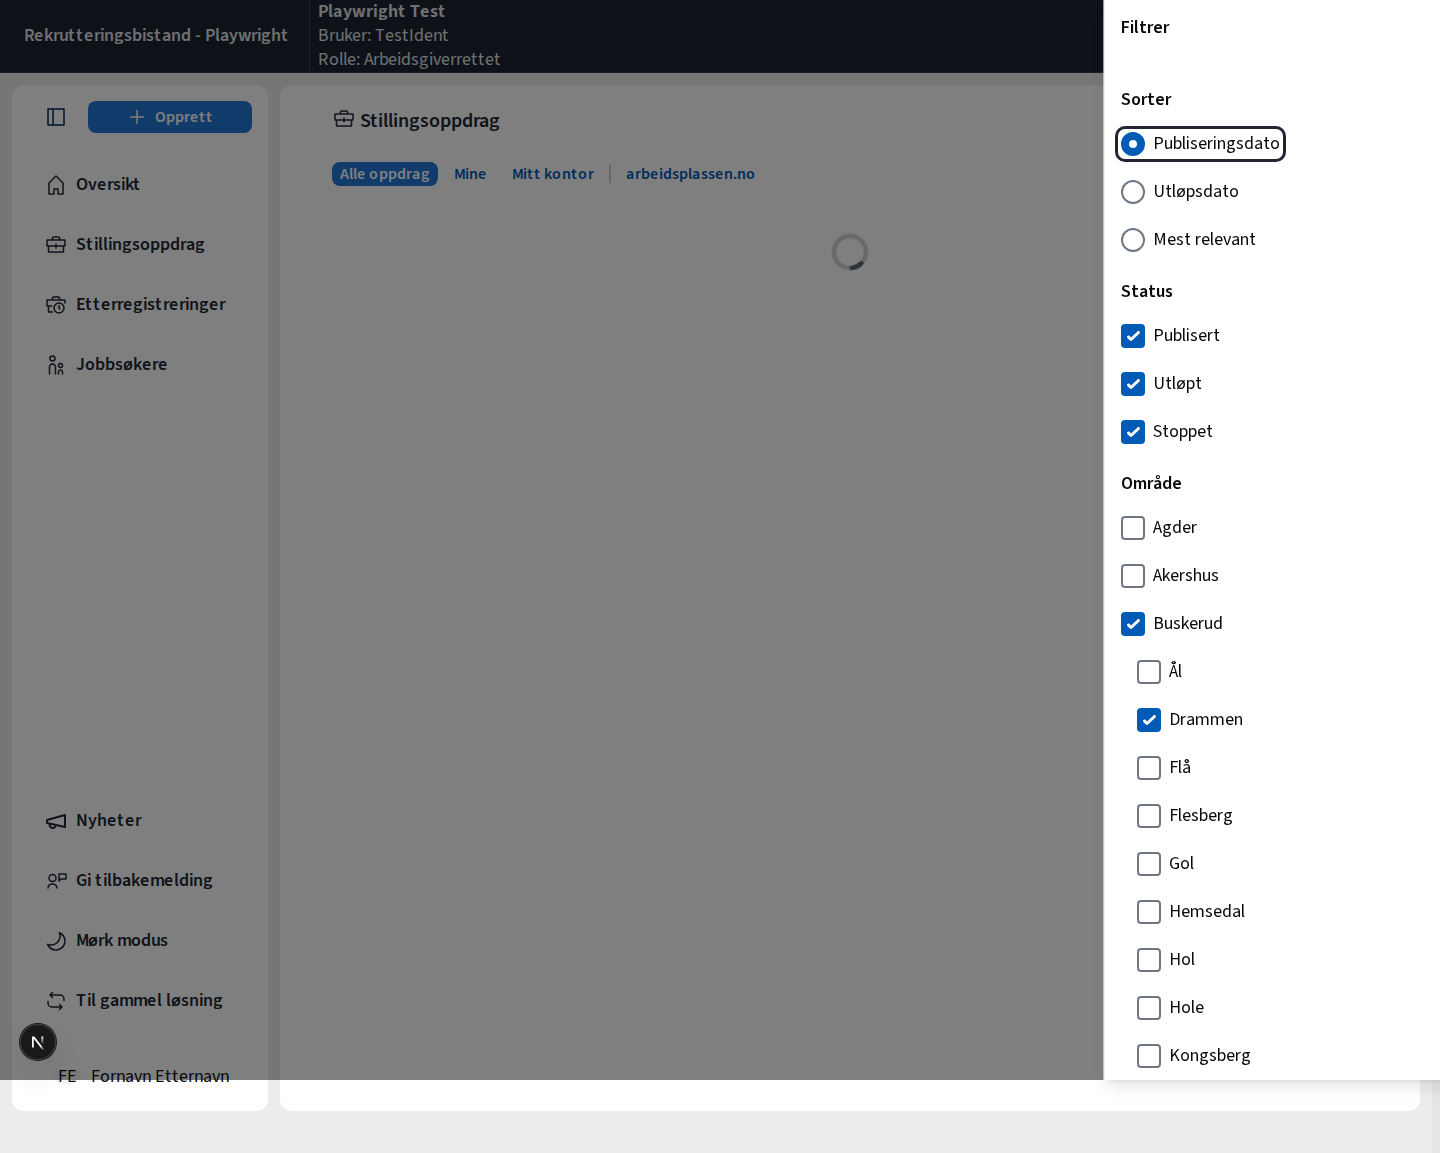 Rekrutteringsbistand - Playwright
Playwright Test
Bruker: TestIdent
Rolle: Arbeidsgiverrettet
Opprett
Oversikt
Stillingsoppdrag
Etterregistreringer
Jobbsøkere
Nyheter
Gi tilbakemelding
Mørk modus
Til gammel løsning
N
FE Fornavn Etternavn
Stillingsoppdrag
Alle oppdrag Mine Mitt kontor arbeidsplassen.no
Filtrer
Sorter
Publiseringsdato
Utløpsdato
Mest relevant
Status
Publisert
Utløpt
Stoppet
Område
Agder
Akershus
Buskerud
Ål
Drammen
Flå
Flesberg
Gol
Hemsedal
Hol
Hole
Kongsberg